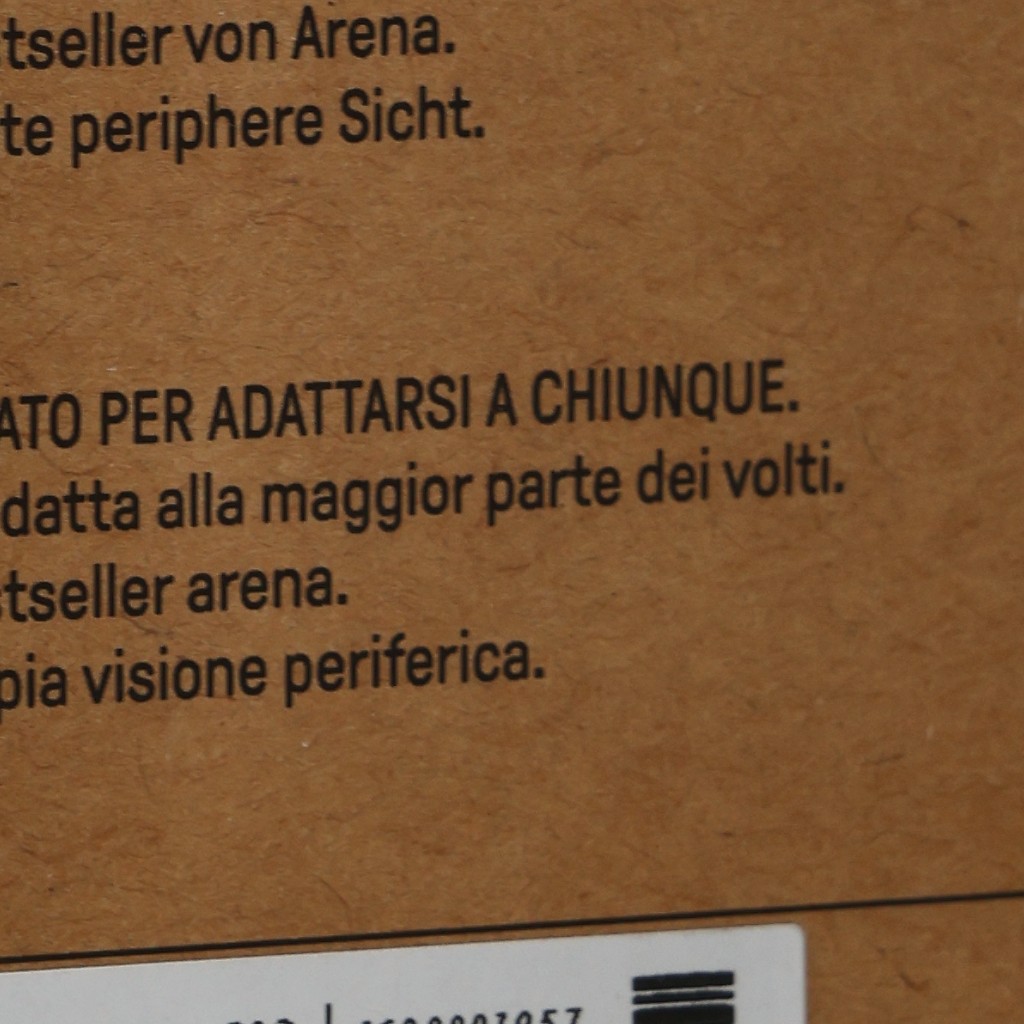 tseller von Arena.
te periphere Sicht.
ATO PER ADATTARSI A CHIUNQUE.
datta alla maggior parte dei volti.
tseller arena.
pia visione periferica.